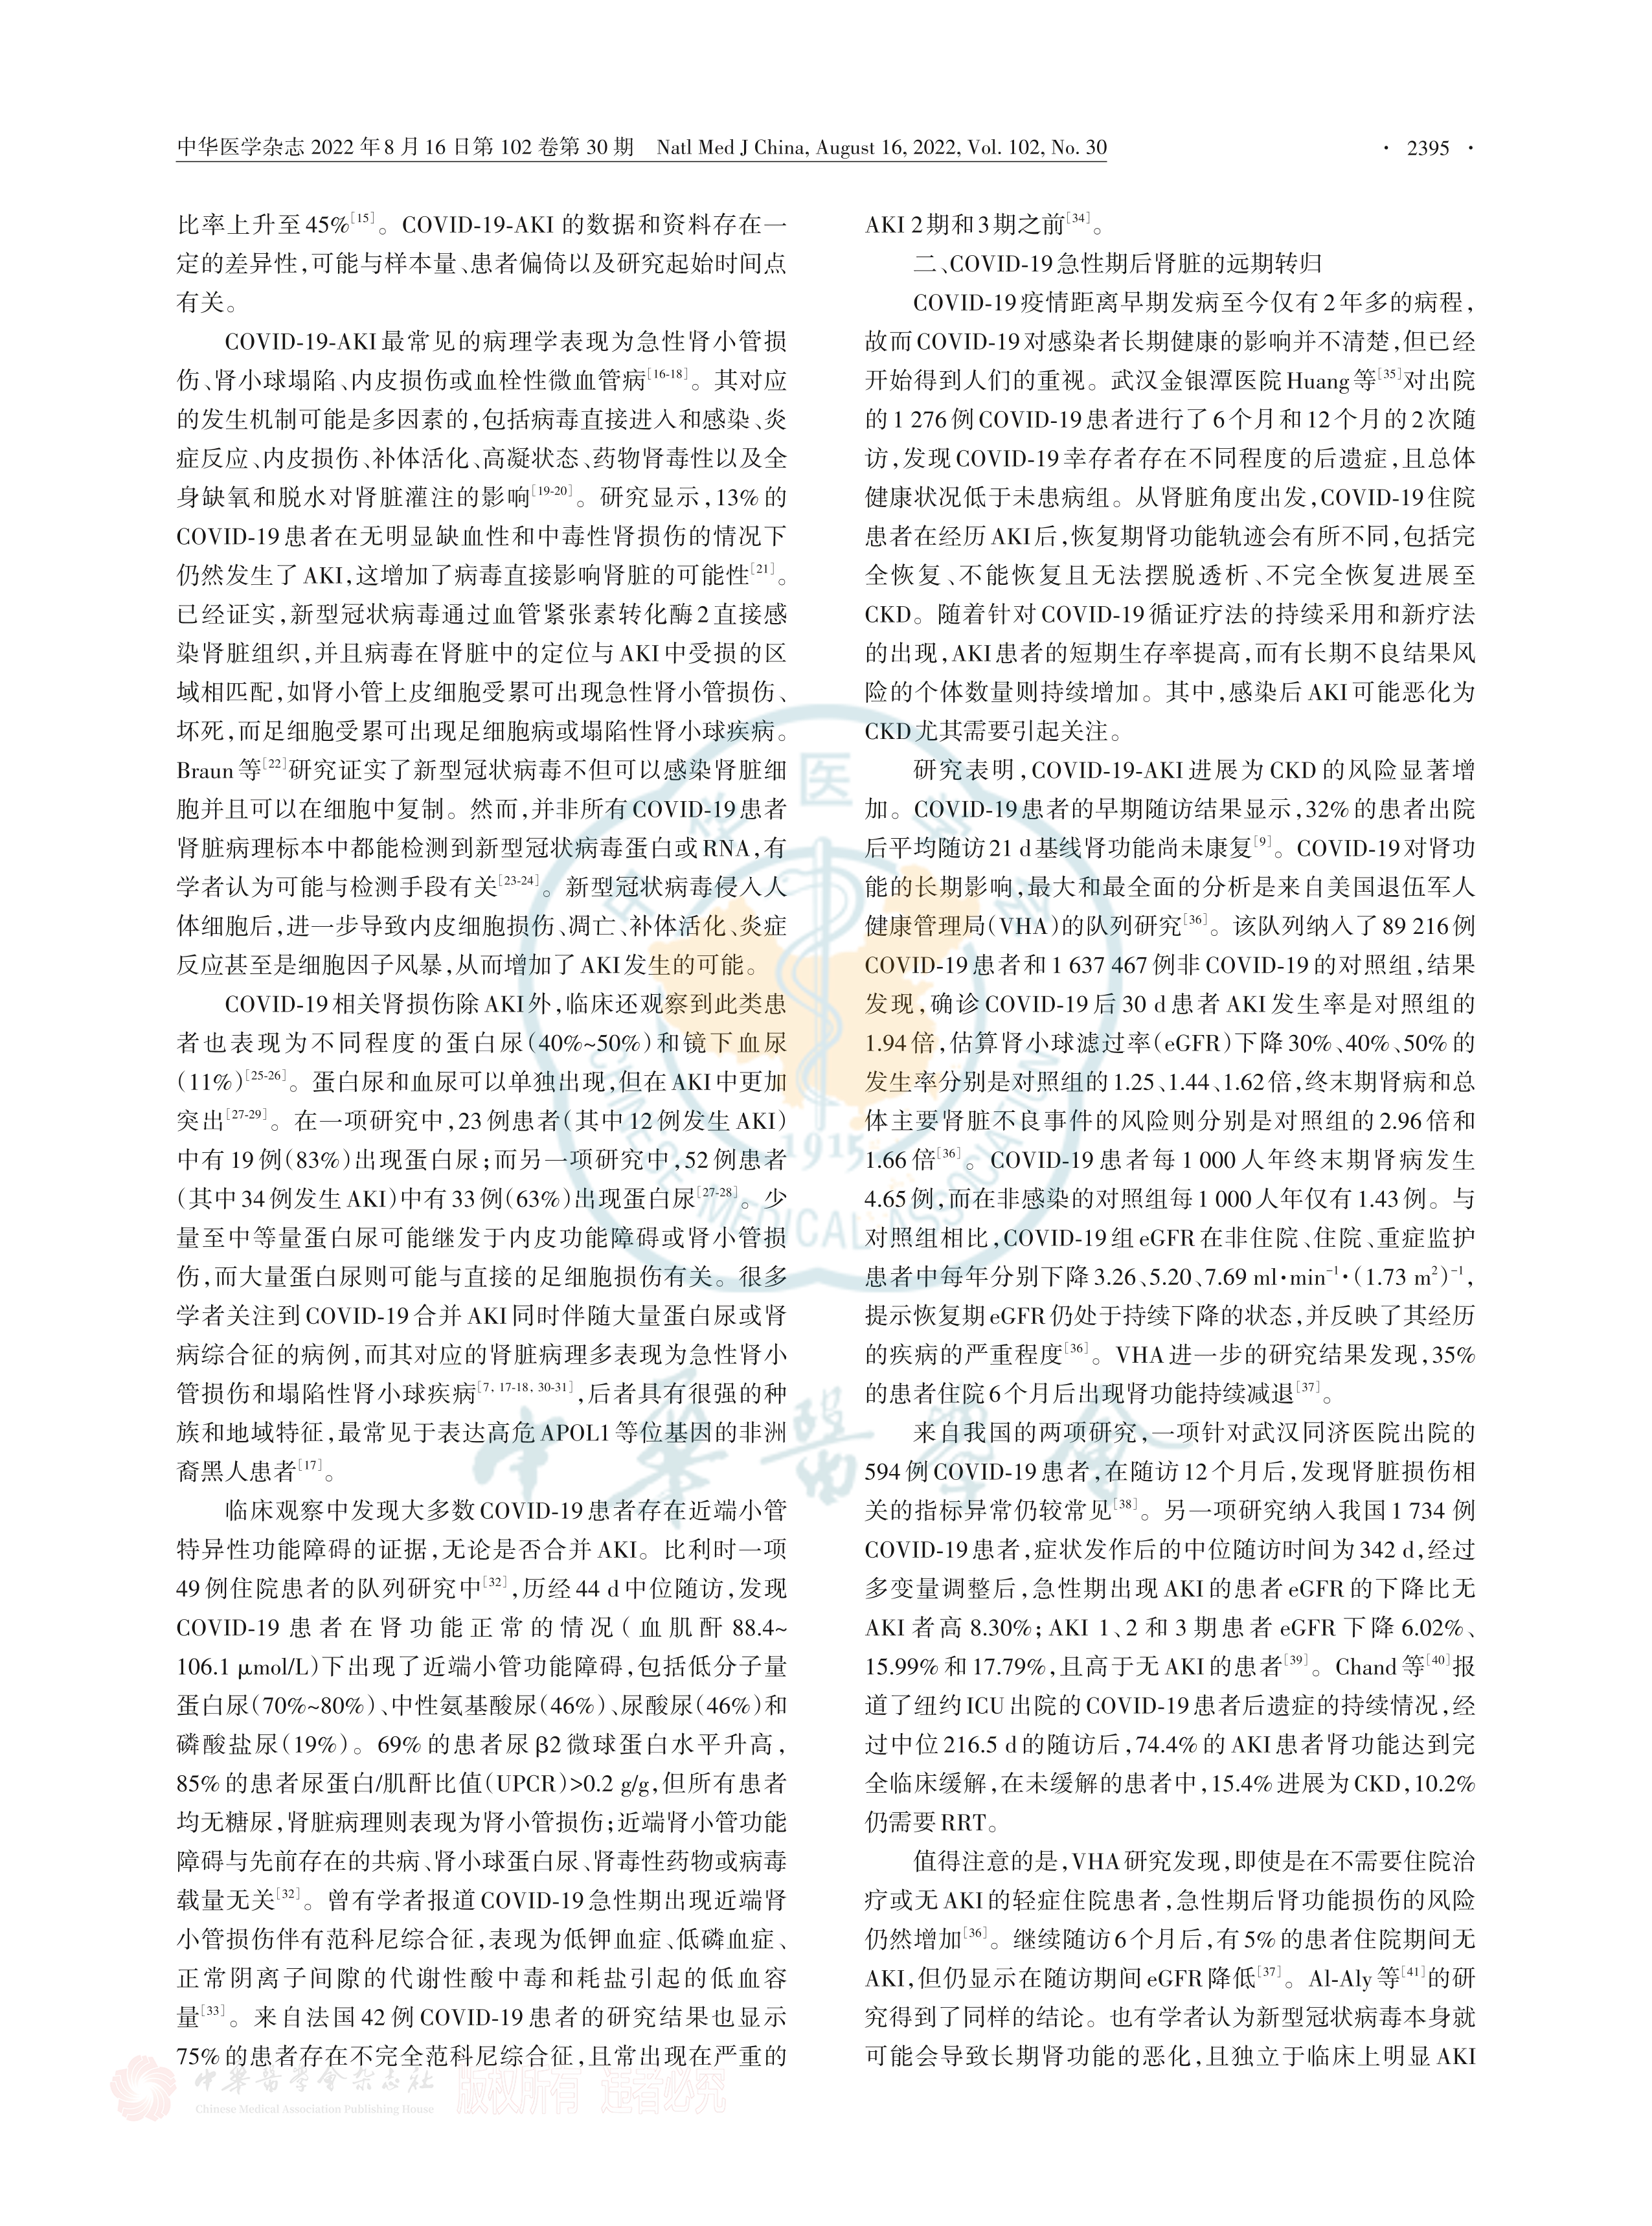 中华医学杂志 2022 年8 月 16 日第 102 卷第 30 期 Natl Med J China, August 16, 2022, Vol. 102, No. 30
· 2395 ·
比率上升至45%[15]。COVID-19-AKI 的数据和资料存在一
定的差异性,可能与样本量、患者偏倚以及研究起始时间点
有关。
COVID-19-AKI最常见的病理学表现为急性肾小管损
伤、肾小球塌陷、内皮损伤或血栓性微血管病[16-18]。其对应
的发生机制可能是多因素的,包括病毒直接进入和感染、炎
症反应、内皮损伤、补体活化、高凝状态、药物肾毒性以及全
身缺氧和脱水对肾脏灌注的影响[19-20]。研究显示,13%的
COVID-19患者在无明显缺血性和中毒性肾损伤的情况下
仍然发生了AKI,这增加了病毒直接影响肾脏的可能性[21]。
已经证实,新型冠状病毒通过血管紧张素转化酶2直接感
染肾脏组织,并且病毒在肾脏中的定位与AKI中受损的区
域相匹配,如肾小管上皮细胞受累可出现急性肾小管损伤、
坏死,而足细胞受累可出现足细胞病或塌陷性肾小球疾病。
Braun等[22]研究证实了新型冠状病毒不但可以感染肾脏细
胞并且可以在细胞中复制。然而,并非所有COVID-19患者
肾脏病理标本中都能检测到新型冠状病毒蛋白或RNA,有
学者认为可能与检测手段有关[23-24]。新型冠状病毒侵入人
体细胞后,进一步导致内皮细胞损伤、凋亡、补体活化、炎症
反应甚至是细胞因子风暴,从而增加了AKI发生的可能。
COVID-19相关肾损伤除AKI外,临床还观察到此类患
者也表现为不同程度的蛋白尿(40%~50%)和镜下血尿
(11%)[25-26]。蛋白尿和血尿可以单独出现,但在AKI中更加
突出[27-29]。在一项研究中,23例患者(其中12例发生AKI)
中有19例(83%)出现蛋白尿;而另一项研究中,52例患者
(其中34例发生AKI)中有33例(63%)出现蛋白尿[27-28]。少
量至中等量蛋白尿可能继发于内皮功能障碍或肾小管损
伤,而大量蛋白尿则可能与直接的足细胞损伤有关。很多
学者关注到COVID-19合并AKI同时伴随大量蛋白尿或肾
病综合征的病例,而其对应的肾脏病理多表现为急性肾小
管损伤和塌陷性肾小球疾病[7, 17-18, 30-31],后者具有很强的种
族和地域特征,最常见于表达高危APOL1等位基因的非洲
裔黑人患者[17]。
临床观察中发现大多数COVID-19患者存在近端小管
特异性功能障碍的证据,无论是否合并AKI。比利时一项
49例住院患者的队列研究中[32],历经44 d中位随访,发现
COVID-19 患者在肾功能正常的情况(血肌酐 88.4~
106.1 μmol/L)下出现了近端小管功能障碍,包括低分子量
蛋白尿(70%~80%)、中性氨基酸尿(46%)、尿酸尿(46%)和
磷酸盐尿(19%)。69%的患者尿β2微球蛋白水平升高,
85%的患者尿蛋白/肌酐比值(UPCR)>0.2 g/g,但所有患者
均无糖尿,肾脏病理则表现为肾小管损伤;近端肾小管功能
障碍与先前存在的共病、肾小球蛋白尿、肾毒性药物或病毒
载量无关[32]。曾有学者报道COVID-19急性期出现近端肾
小管损伤伴有范科尼综合征,表现为低钾血症、低磷血症、
正常阴离子间隙的代谢性酸中毒和耗盐引起的低血容
量[33]。来自法国42例COVID-19患者的研究结果也显示
75%的患者存在不完全范科尼综合征,且常出现在严重的
AKI 2期和3期之前[34]。
二、COVID-19急性期后肾脏的远期转归
COVID-19疫情距离早期发病至今仅有2年多的病程,
故而COVID-19对感染者长期健康的影响并不清楚,但已经
开始得到人们的重视。武汉金银潭医院Huang等[35]对出院
的1 276例COVID-19患者进行了6个月和12个月的2次随
访,发现COVID-19幸存者存在不同程度的后遗症,且总体
健康状况低于未患病组。从肾脏角度出发,COVID-19住院
患者在经历AKI后,恢复期肾功能轨迹会有所不同,包括完
全恢复、不能恢复且无法摆脱透析、不完全恢复进展至
CKD。随着针对COVID-19循证疗法的持续采用和新疗法
的出现,AKI患者的短期生存率提高,而有长期不良结果风
险的个体数量则持续增加。其中,感染后AKI可能恶化为
CKD尤其需要引起关注。
研究表明,COVID-19-AKI进展为CKD的风险显著增
加。COVID-19患者的早期随访结果显示,32%的患者出院
后平均随访21 d基线肾功能尚未康复[9]。COVID-19对肾功
能的长期影响,最大和最全面的分析是来自美国退伍军人
健康管理局(VHA)的队列研究[36]。该队列纳入了89 216例
COVID-19患者和1 637 467例非COVID-19的对照组,结果
发现,确诊COVID-19后30 d患者AKI发生率是对照组的
1.94倍,估算肾小球滤过率(eGFR)下降30%、40%、50%的
发生率分别是对照组的1.25、1.44、1.62倍,终末期肾病和总
体主要肾脏不良事件的风险则分别是对照组的2.96倍和
1.66倍[36]。COVID-19患者每1 000人年终末期肾病发生
4.65例,而在非感染的对照组每1 000人年仅有1.43例。与
对照组相比,COVID-19组eGFR在非住院、住院、重症监护
患者中每年分别下降3.26、5.20、7.69 ml·min⁻¹·(1.73 m²)⁻¹,
提示恢复期eGFR仍处于持续下降的状态,并反映了其经历
的疾病的严重程度[36]。VHA进一步的研究结果发现,35%
的患者住院6个月后出现肾功能持续减退[37]。
来自我国的两项研究,一项针对武汉同济医院出院的
594例COVID-19患者,在随访12个月后,发现肾脏损伤相
关的指标异常仍较常见[38]。另一项研究纳入我国1 734 例
COVID-19患者,症状发作后的中位随访时间为342 d,经过
多变量调整后,急性期出现AKI的患者eGFR的下降比无
AKI者高8.30%;AKI 1、2和3期患者eGFR下降6.02%、
15.99%和17.79%,且高于无AKI的患者[39]。Chand等[40]报
道了纽约ICU出院的COVID-19患者后遗症的持续情况,经
过中位216.5 d的随访后,74.4%的AKI患者肾功能达到完
全临床缓解,在未缓解的患者中,15.4%进展为CKD,10.2%
仍需要RRT。
值得注意的是,VHA研究发现,即使是在不需要住院治
疗或无AKI的轻症住院患者,急性期后肾功能损伤的风险
仍然增加[36]。继续随访6个月后,有5%的患者住院期间无
AKI,但仍显示在随访期间eGFR降低[37]。Al-Aly等[41]的研
究得到了同样的结论。也有学者认为新型冠状病毒本身就
可能会导致长期肾功能的恶化,且独立于临床上明显AKI
中华医学会
1915
CHINESE MEDICAL ASSOCIATION
中華醫學會
中華醫學會杂志社
Chinese Medical Association Publishing House
版权所有 违者必究